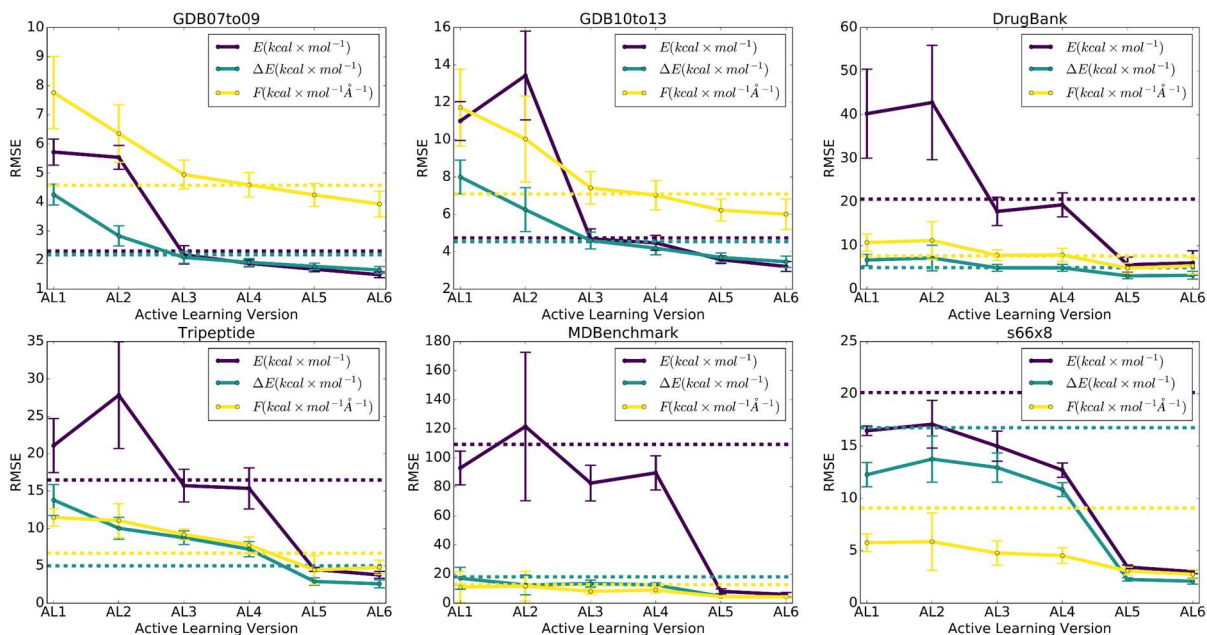 GDB07to09
RMSE
10
9
8
7
6
5
4
3
2
1
E(kcal × mol⁻¹)
ΔE(kcal × mol⁻¹)
F(kcal × mol⁻¹Å⁻¹)
AL1 AL2 AL3 AL4 AL5 AL6
Active Learning Version
GDB10to13
RMSE
16
14
12
10
8
6
4
2
E(kcal × mol⁻¹)
ΔE(kcal × mol⁻¹)
F(kcal × mol⁻¹Å⁻¹)
AL1 AL2 AL3 AL4 AL5 AL6
Active Learning Version
DrugBank
RMSE
60
50
40
30
20
10
0
E(kcal × mol⁻¹)
ΔE(kcal × mol⁻¹)
F(kcal × mol⁻¹Å⁻¹)
AL1 AL2 AL3 AL4 AL5 AL6
Active Learning Version
Tripeptide
RMSE
35
30
25
20
15
10
5
0
E(kcal × mol⁻¹)
ΔE(kcal × mol⁻¹)
F(kcal × mol⁻¹Å⁻¹)
AL1 AL2 AL3 AL4 AL5 AL6
Active Learning Version
MDBenchmark
RMSE
180
160
140
120
100
80
60
40
20
0
E(kcal × mol⁻¹)
ΔE(kcal × mol⁻¹)
F(kcal × mol⁻¹Å⁻¹)
AL1 AL2 AL3 AL4 AL5 AL6
Active Learning Version
s66x8
RMSE
25
20
15
10
5
0
E(kcal × mol⁻¹)
ΔE(kcal × mol⁻¹)
F(kcal × mol⁻¹Å⁻¹)
AL1 AL2 AL3 AL4 AL5 AL6
Active Learning Version